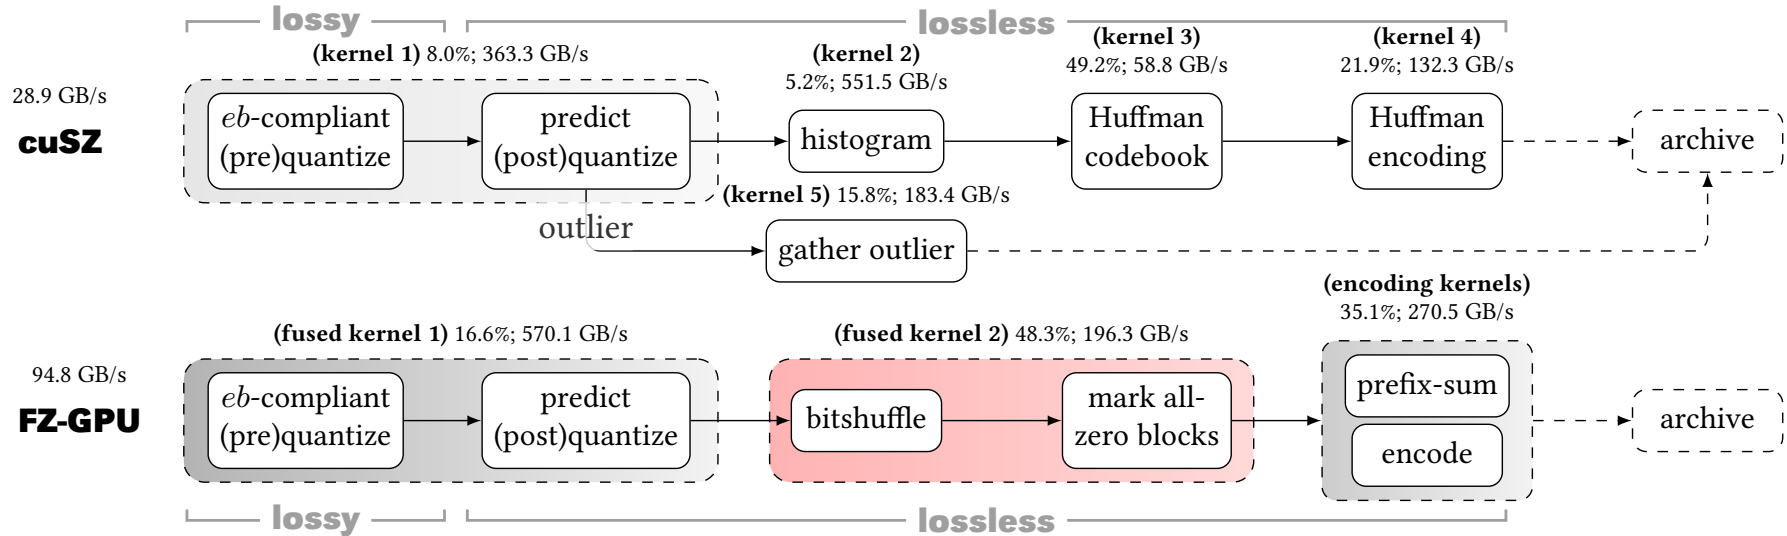 lossy
lossless
(kernel 1) 8.0%; 363.3 GB/s
(kernel 2)
5.2%; 551.5 GB/s
(kernel 3)
49.2%; 58.8 GB/s
(kernel 4)
21.9%; 132.3 GB/s
28.9 GB/s
cuSZ
eb-compliant
(pre)quantize
predict
(post)quantize
histogram
Huffman
codebook
Huffman
encoding
archive
outlier
(kernel 5) 15.8%; 183.4 GB/s
gather outlier
(fused kernel 1) 16.6%; 570.1 GB/s
(fused kernel 2) 48.3%; 196.3 GB/s
(encoding kernels)
35.1%; 270.5 GB/s
94.8 GB/s
FZ-GPU
eb-compliant
(pre)quantize
predict
(post)quantize
bitshuffle
mark all-
zero blocks
prefix-sum
encode
archive
lossy
lossless